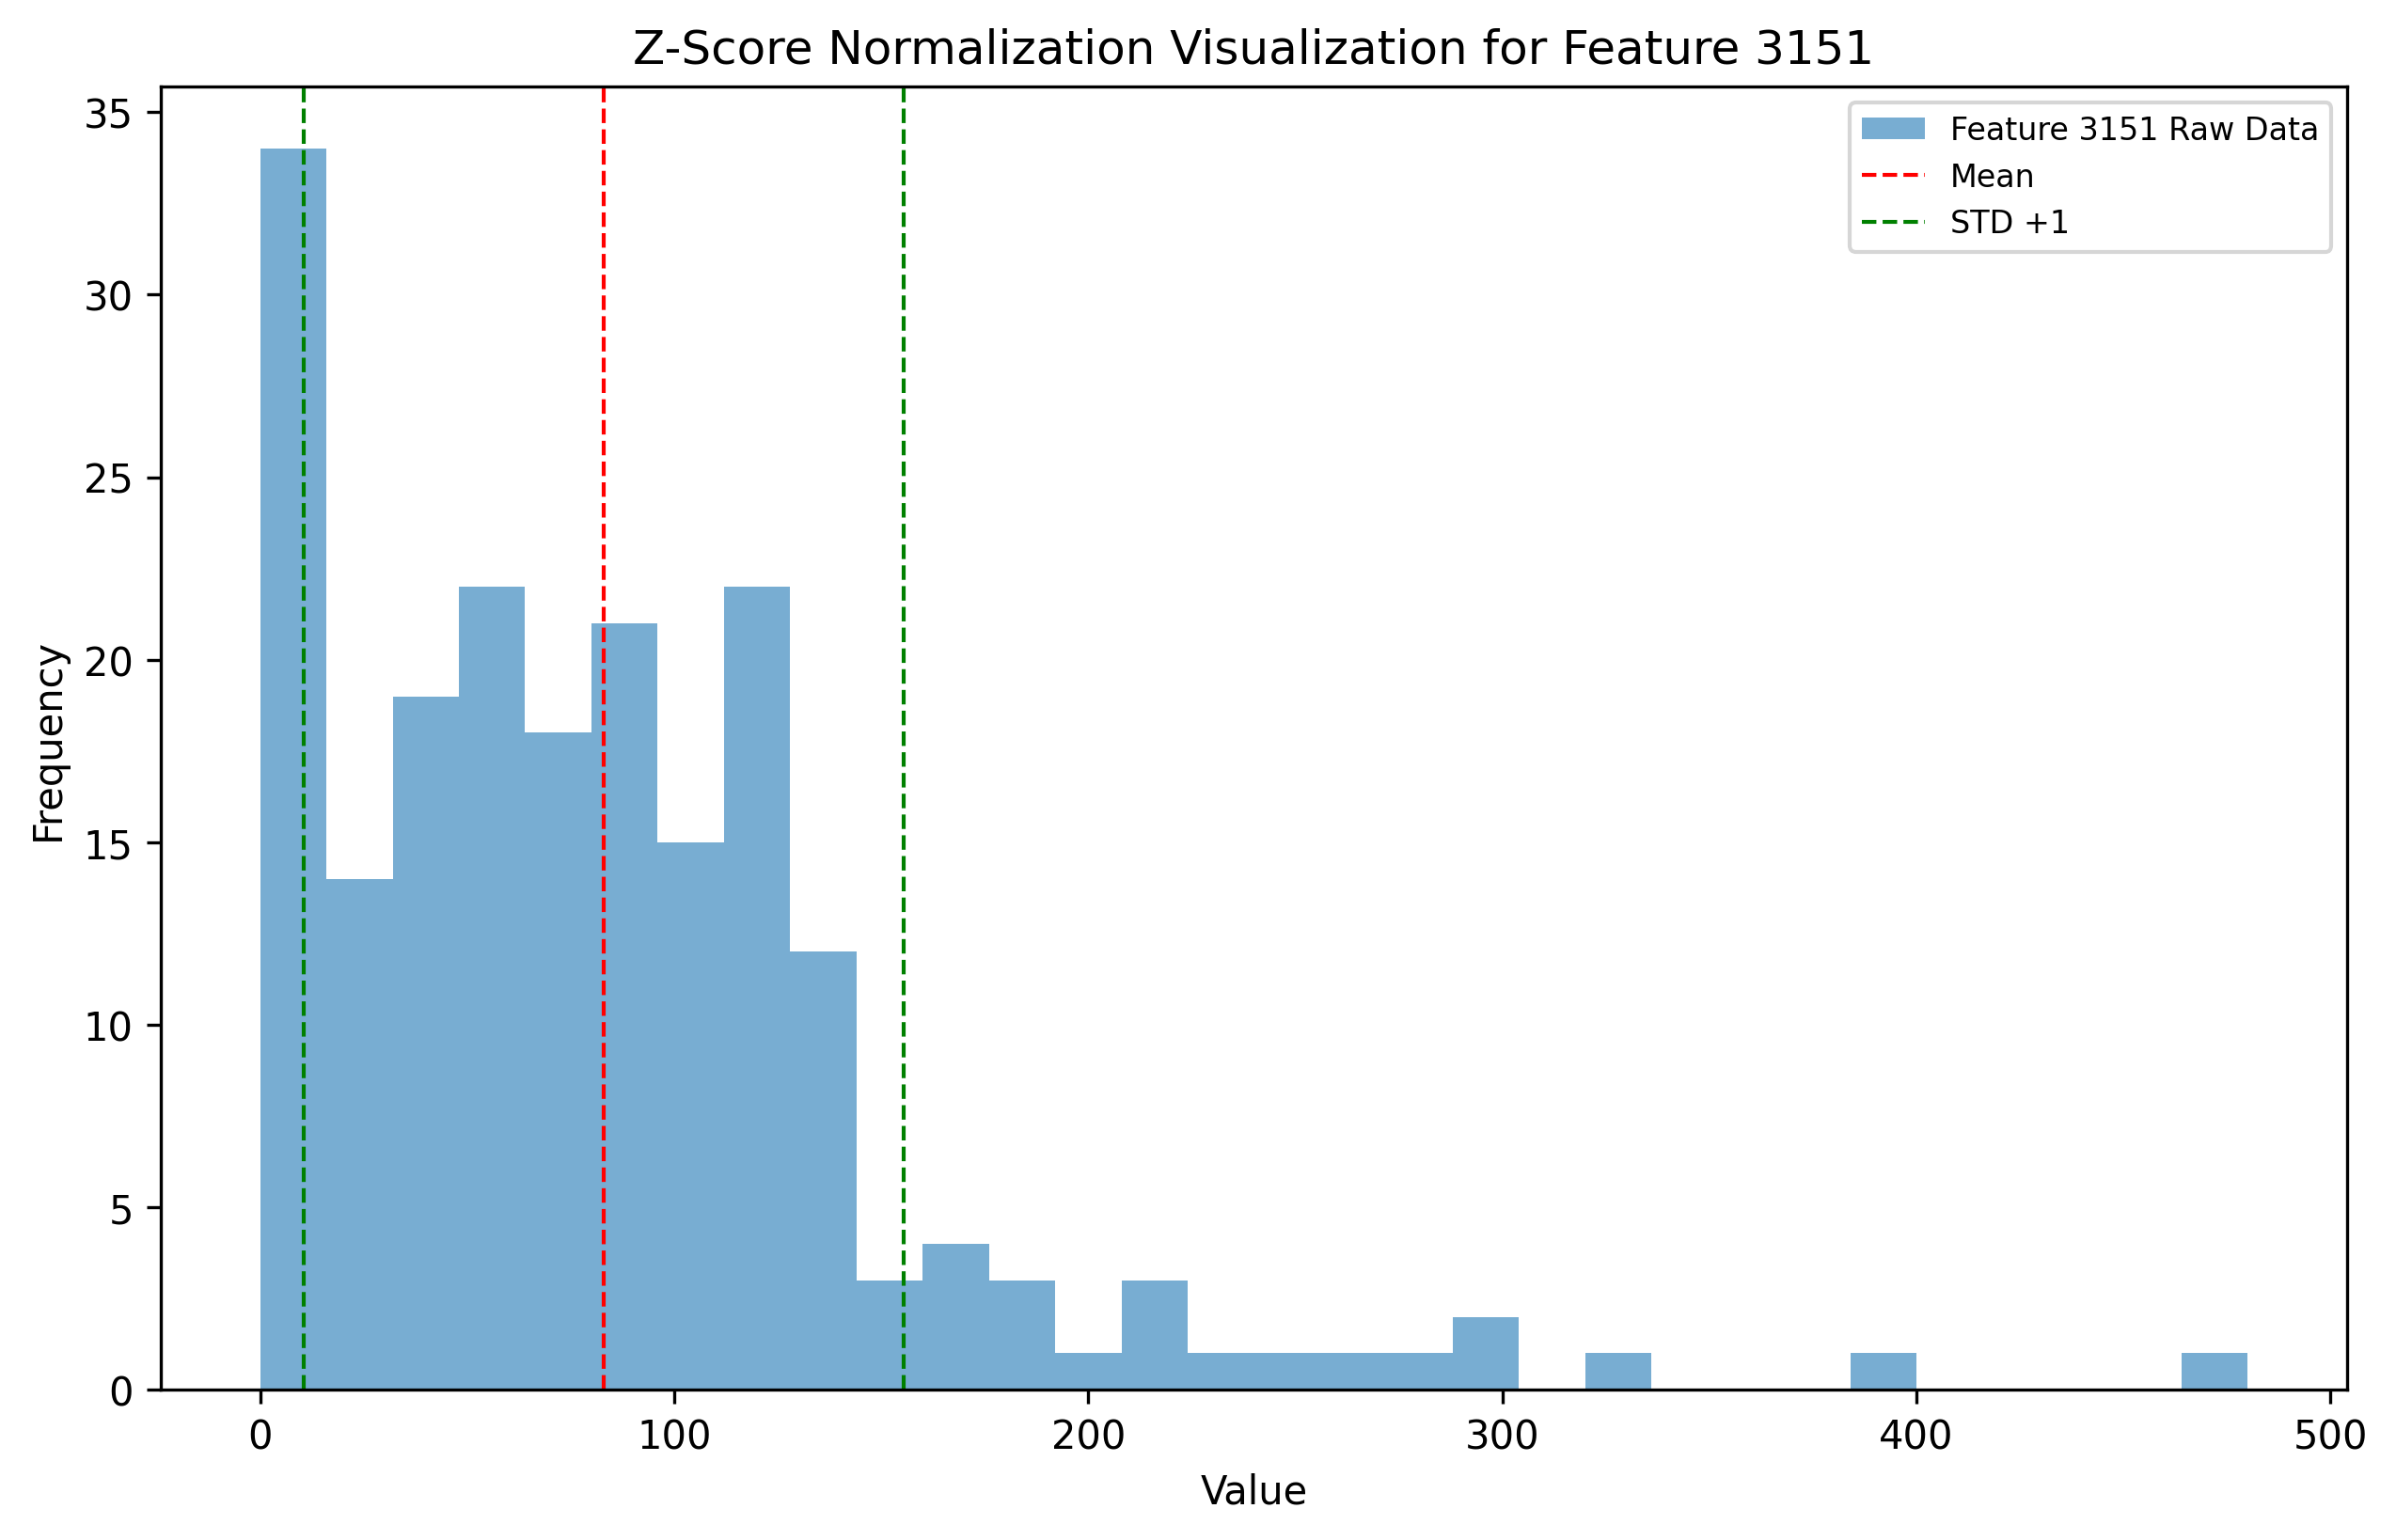 Z-Score Normalization Visualization for Feature 3151
Feature 3151 Raw Data
Mean
STD +1
Frequency
35
30
25
20
15
10
5
0
0 100 200 300 400 500
Value